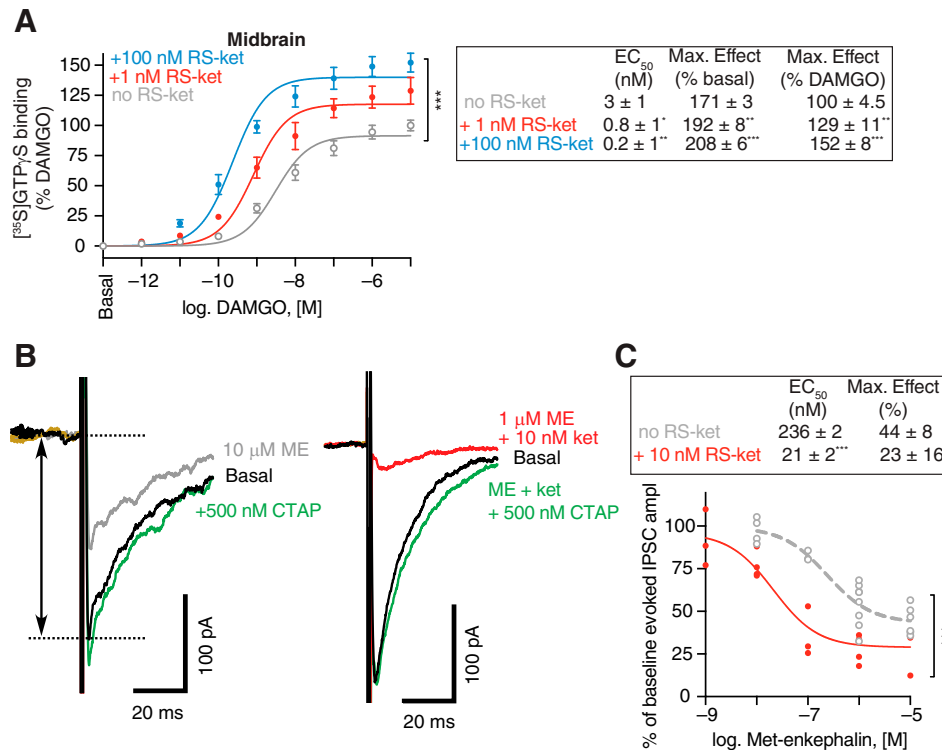 A
Midbrain
+100 nM RS-ket
+1 nM RS-ket
no RS-ket
***
150
125
100
75
50
25
0
[³⁵S]GTPγS binding
(% DAMGO)
Basal
−12 −10 −8 −6
log. DAMGO, [M]
EC₅₀ Max. Effect Max. Effect
(nM) (% basal) (% DAMGO)
no RS-ket 3 ± 1 171 ± 3 100 ± 4.5
+ 1 nM RS-ket 0.8 ± 1* 192 ± 8** 129 ± 11**
+100 nM RS-ket 0.2 ± 1** 208 ± 6*** 152 ± 8***
B
10 μM ME
Basal
+500 nM CTAP
100 pA
20 ms
1 μM ME
+ 10 nM ket
Basal
ME + ket
+ 500 nM CTAP
100 pA
20 ms
C
EC₅₀ Max. Effect
(nM) (%)
no RS-ket 236 ± 2 44 ± 8
+ 10 nM RS-ket 21 ± 2*** 23 ± 16
% of baseline evoked IPSC ampl
100
75
50
25
0
−9 −7 −5
log. Met-enkephalin, [M]